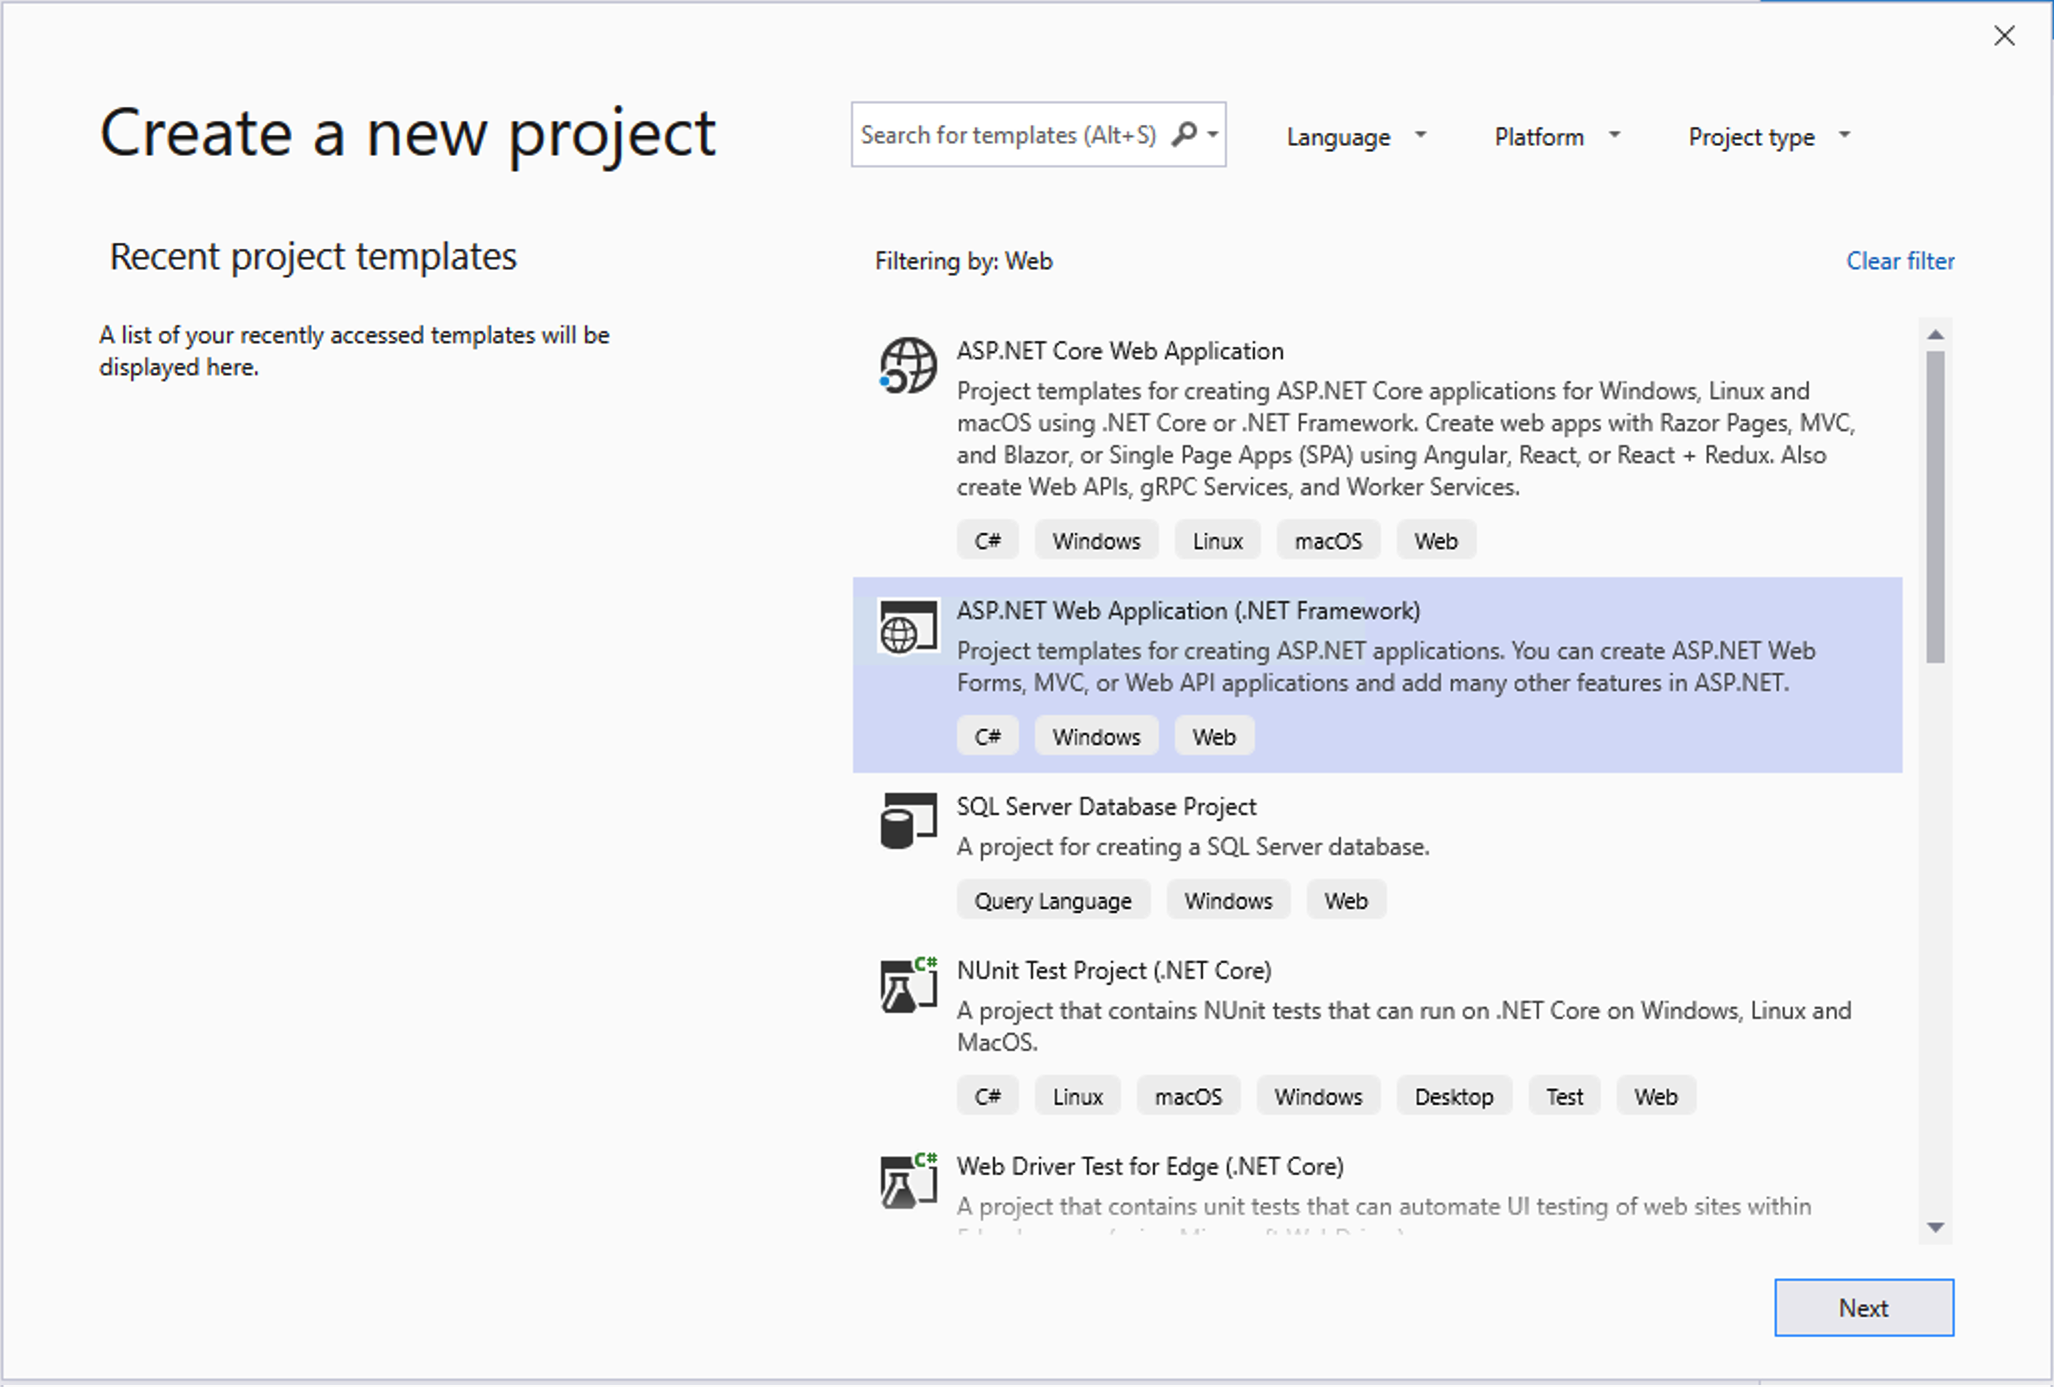 Create a new project
Search for templates (Alt+S)
Language
Platform
Project type
Recent project templates
A list of your recently accessed templates will be
displayed here.
Filtering by: Web
Clear filter
ASP.NET Core Web Application
Project templates for creating ASP.NET Core applications for Windows, Linux and
macOS using .NET Core or .NET Framework. Create web apps with Razor Pages, MVC,
and Blazor, or Single Page Apps (SPA) using Angular, React, or React + Redux. Also
create Web APIs, gRPC Services, and Worker Services.
C# Windows Linux macOS Web
ASP.NET Web Application (.NET Framework)
Project templates for creating ASP.NET applications. You can create ASP.NET Web
Forms, MVC, or Web API applications and add many other features in ASP.NET.
C# Windows Web
SQL Server Database Project
A project for creating a SQL Server database.
Query Language Windows Web
C#
NUnit Test Project (.NET Core)
A project that contains NUnit tests that can run on .NET Core on Windows, Linux and
MacOS.
C# Linux macOS Windows Desktop Test Web
C#
Web Driver Test for Edge (.NET Core)
A project that contains unit tests that can automate UI testing of web sites within
Next